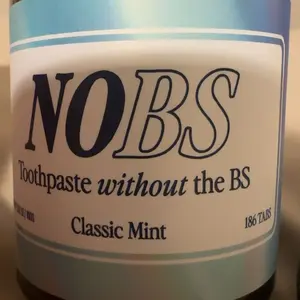 NOBS
Toothpaste without the BS
Classic Mint
186 TABS